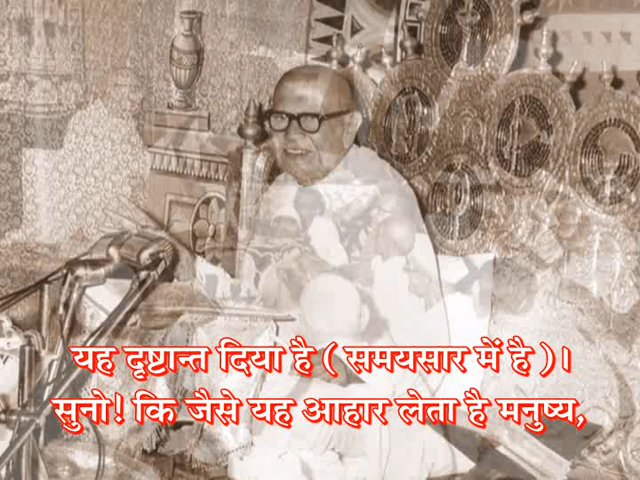 यह दृष्टान्त दिया है ( समयसार में है )।
सुनो! कि जैसे यह आहार लेता है मनुष्य,